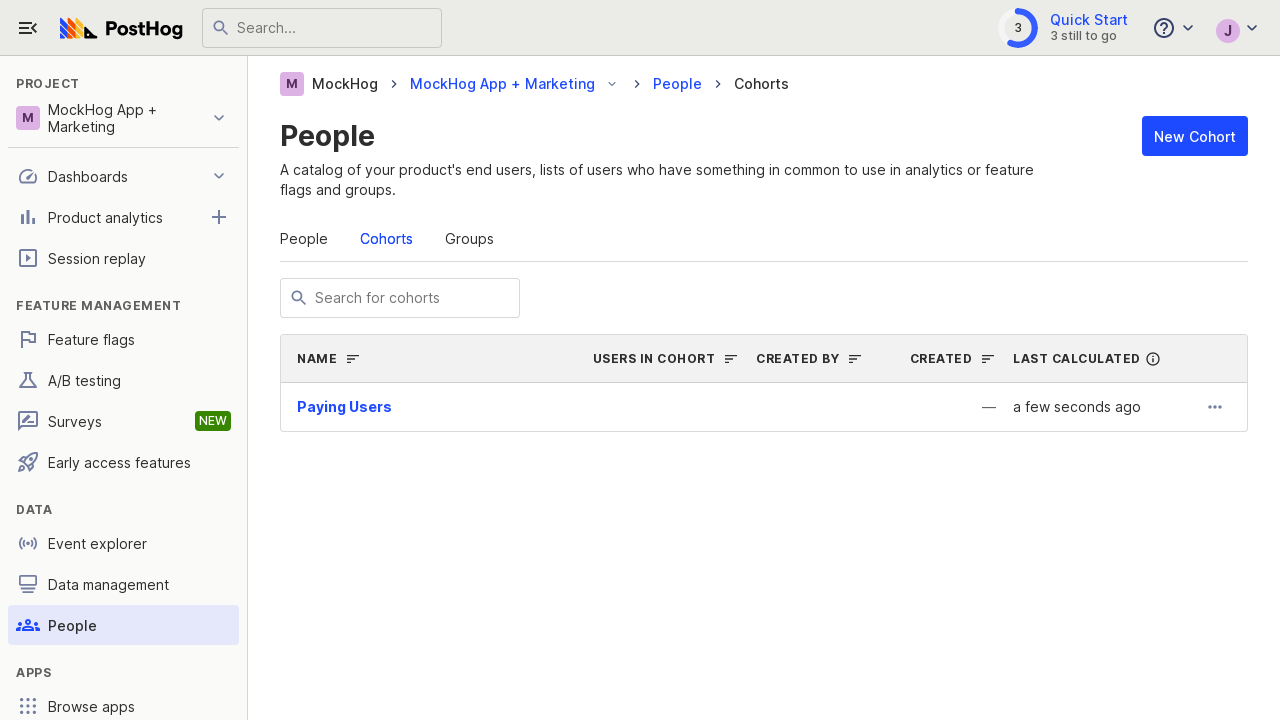 PostHog
Search...
3
Quick Start
3 still to go
J
PROJECT
M
MockHog App +
Marketing
Dashboards
Product analytics
Session replay
FEATURE MANAGEMENT
Feature flags
A/B testing
Surveys
NEW
Early access features
DATA
Event explorer
Data management
People
APPS
Browse apps
M MockHog MockHog App + Marketing People Cohorts
People
New Cohort
A catalog of your product's end users, lists of users who have something in common to use in analytics or feature
flags and groups.
People Cohorts Groups
Search for cohorts
NAME USERS IN COHORT CREATED BY CREATED LAST CALCULATED
Paying Users — a few seconds ago